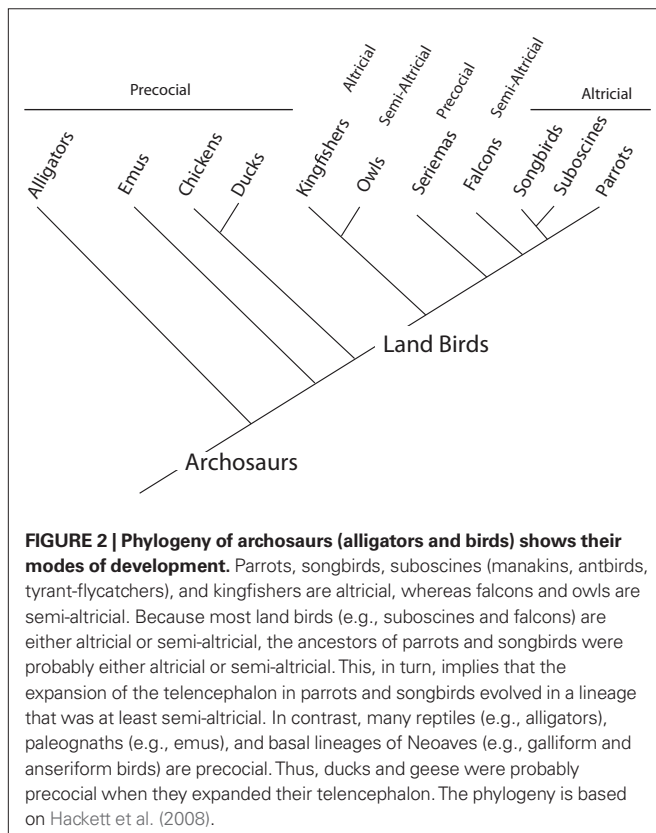 Precocial
Altricial
Semi-Altricial
Precocial
Semi-Altricial
Altricial
Alligators
Emus
Chickens
Ducks
Kingfishers
Owls
Seriemas
Falcons
Songbirds
Suboscines
Parrots
Land Birds
Archosaurs
FIGURE 2 | Phylogeny of archosaurs (alligators and birds) shows their
modes of development. Parrots, songbirds, suboscines (manakins, antbirds,
tyrant-flycatchers), and kingfishers are altricial, whereas falcons and owls are
semi-altricial. Because most land birds (e.g., suboscines and falcons) are
either altricial or semi-altricial, the ancestors of parrots and songbirds were
probably either altricial or semi-altricial. This, in turn, implies that the
expansion of the telencephalon in parrots and songbirds evolved in a lineage
that was at least semi-altricial. In contrast, many reptiles (e.g., alligators),
paleognaths (e.g., emus), and basal lineages of Neoaves (e.g., galliform and
anseriform birds) are precocial. Thus, ducks and geese were probably
precocial when they expanded their telencephalon. The phylogeny is based
on Hackett et al. (2008).